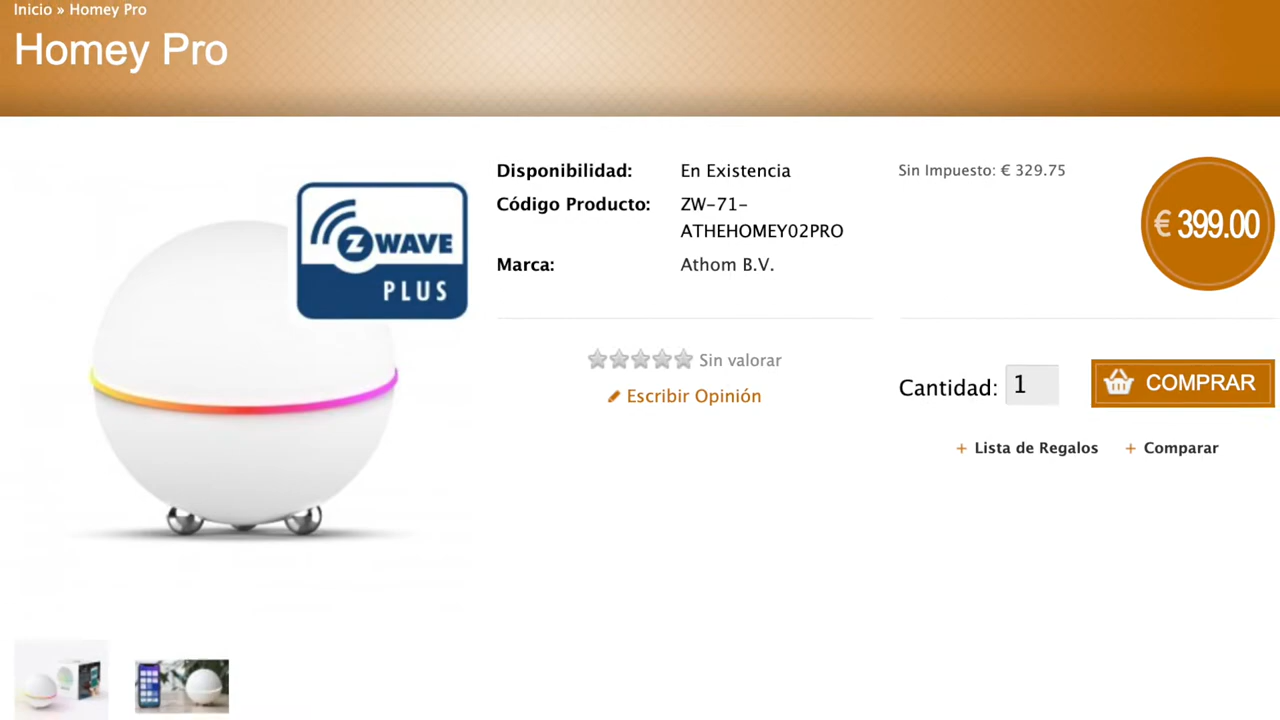 Inicio » Homey Pro
Homey Pro
Z WAVE
PLUS
Disponibilidad: En Existencia
Código Producto: ZW-71-
ATHEHOMEY02PRO
Marca: Athom B.V.
Sin valorar
Escribir Opinión
Sin Impuesto: € 329.75
€ 399.00
Cantidad: 1
COMPRAR
+ Lista de Regalos + Comparar